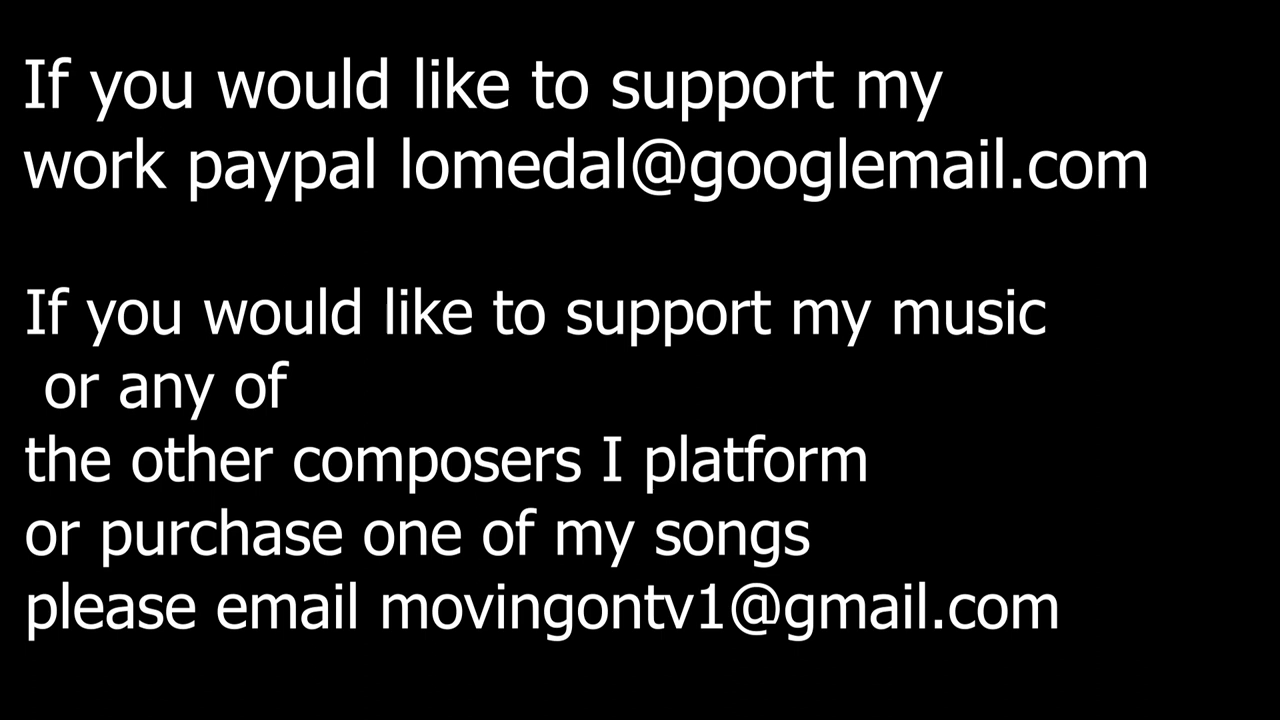 If you would like to support my
work paypal lomedal@googlemail.com
If you would like to support my music
or any of
the other composers I platform
or purchase one of my songs
please email movingontv1@gmail.com